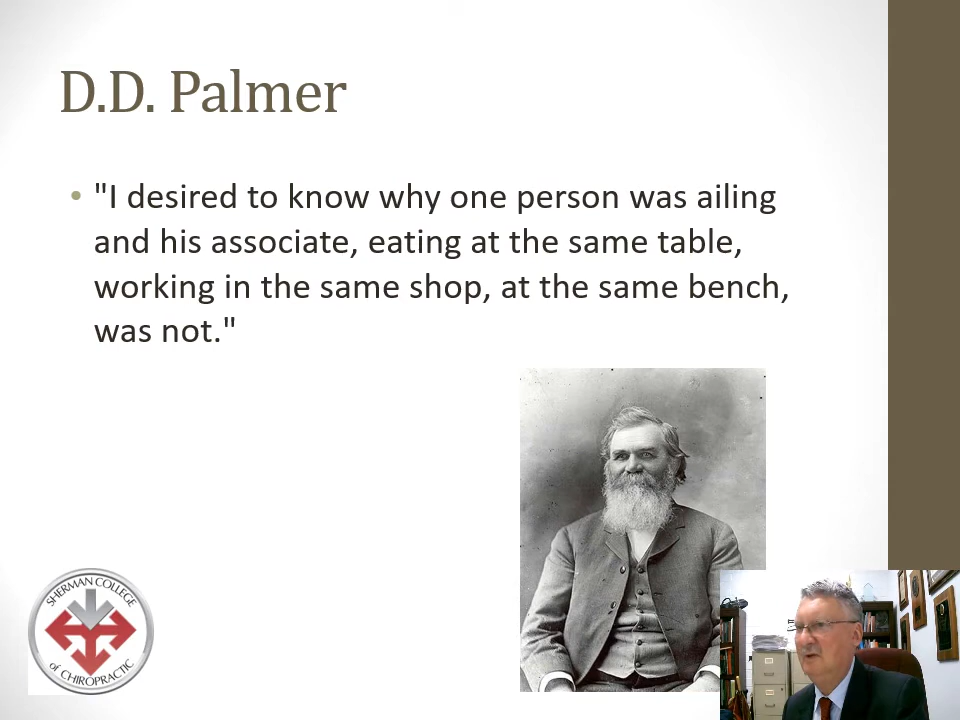 D.D. Palmer
• "I desired to know why one person was ailing
and his associate, eating at the same table,
working in the same shop, at the same bench,
was not."
SHERMAN COLLEGE
of CHIROPRACTIC